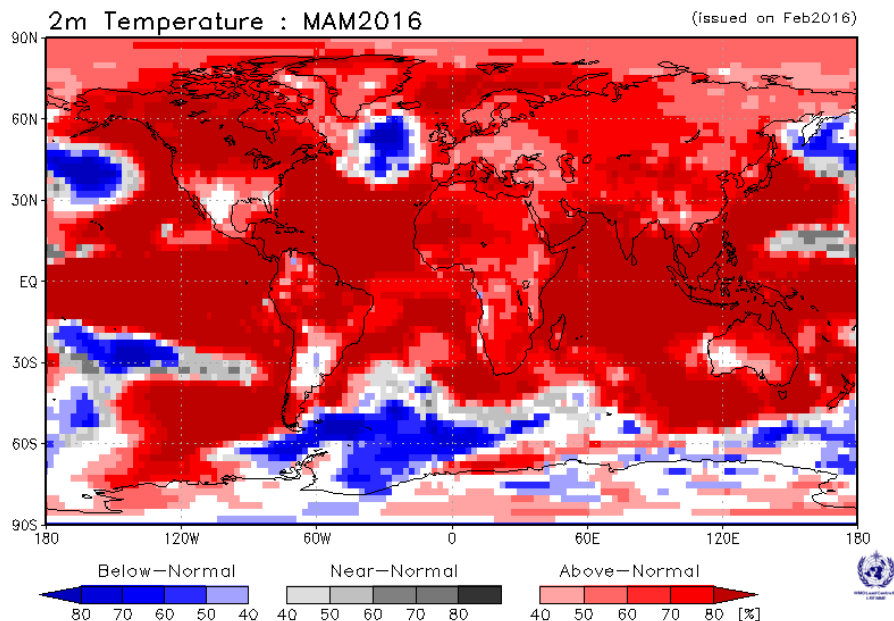 2m Temperature : MAM2016
(issued on Feb2016)
90N
60N
30N
EQ
30S
60S
90S
180 120W 60W 0 60E 120E 180
Below-Normal Near-Normal Above-Normal
80 70 60 50 40 40 50 60 70 80 40 50 60 70 80 [%]